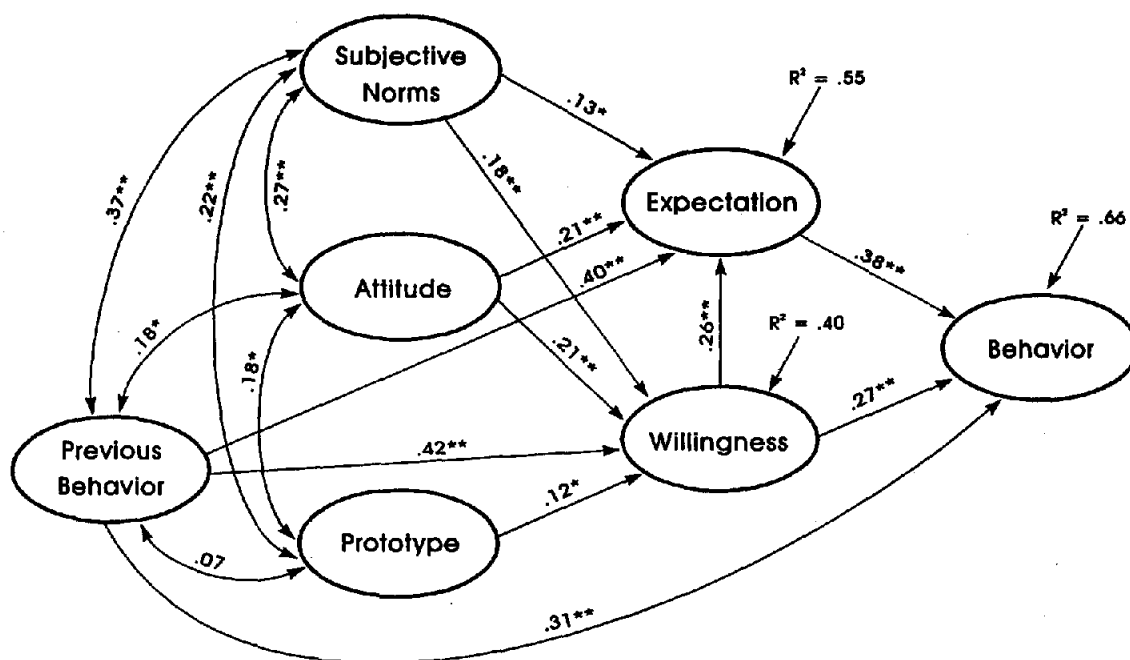 Subjective
Norms
R² = .55
.13*
.37**
.22**
.27**
.18**
Expectation
R² = .66
.21**
.40**
.38**
Attitude
.18*
.18*
.21**
.26**
R² = .40
Behavior
.27**
Previous
Behavior
.42**
Willingness
.12*
Prototype
.07
.31**